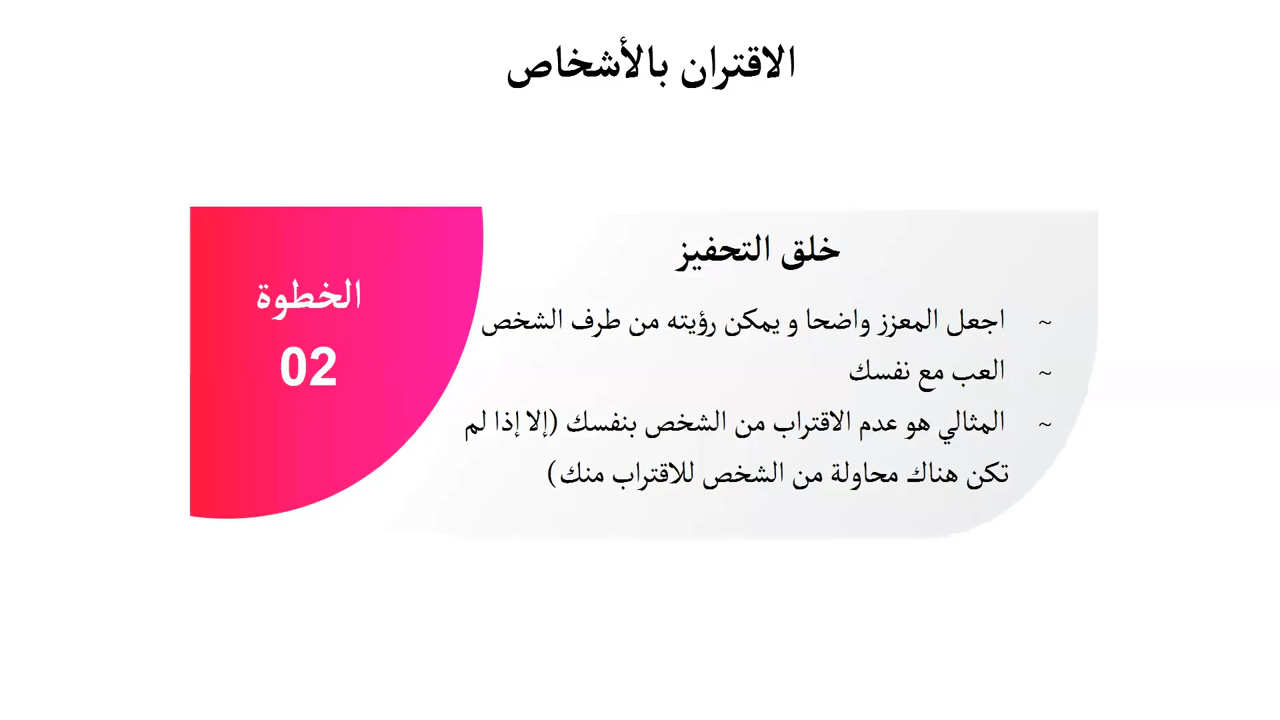 الاقتران بالأشخاص
الخطوة
02
خلق التحفيز
~ اجعل المعزز واضحا و يمكن رؤيته من طرف الشخص
~ العب مع نفسك
~ المثالي هو عدم الاقتراب من الشخص بنفسك (إلا إذا لم
تكن هناك محاولة من الشخص للاقتراب منك)